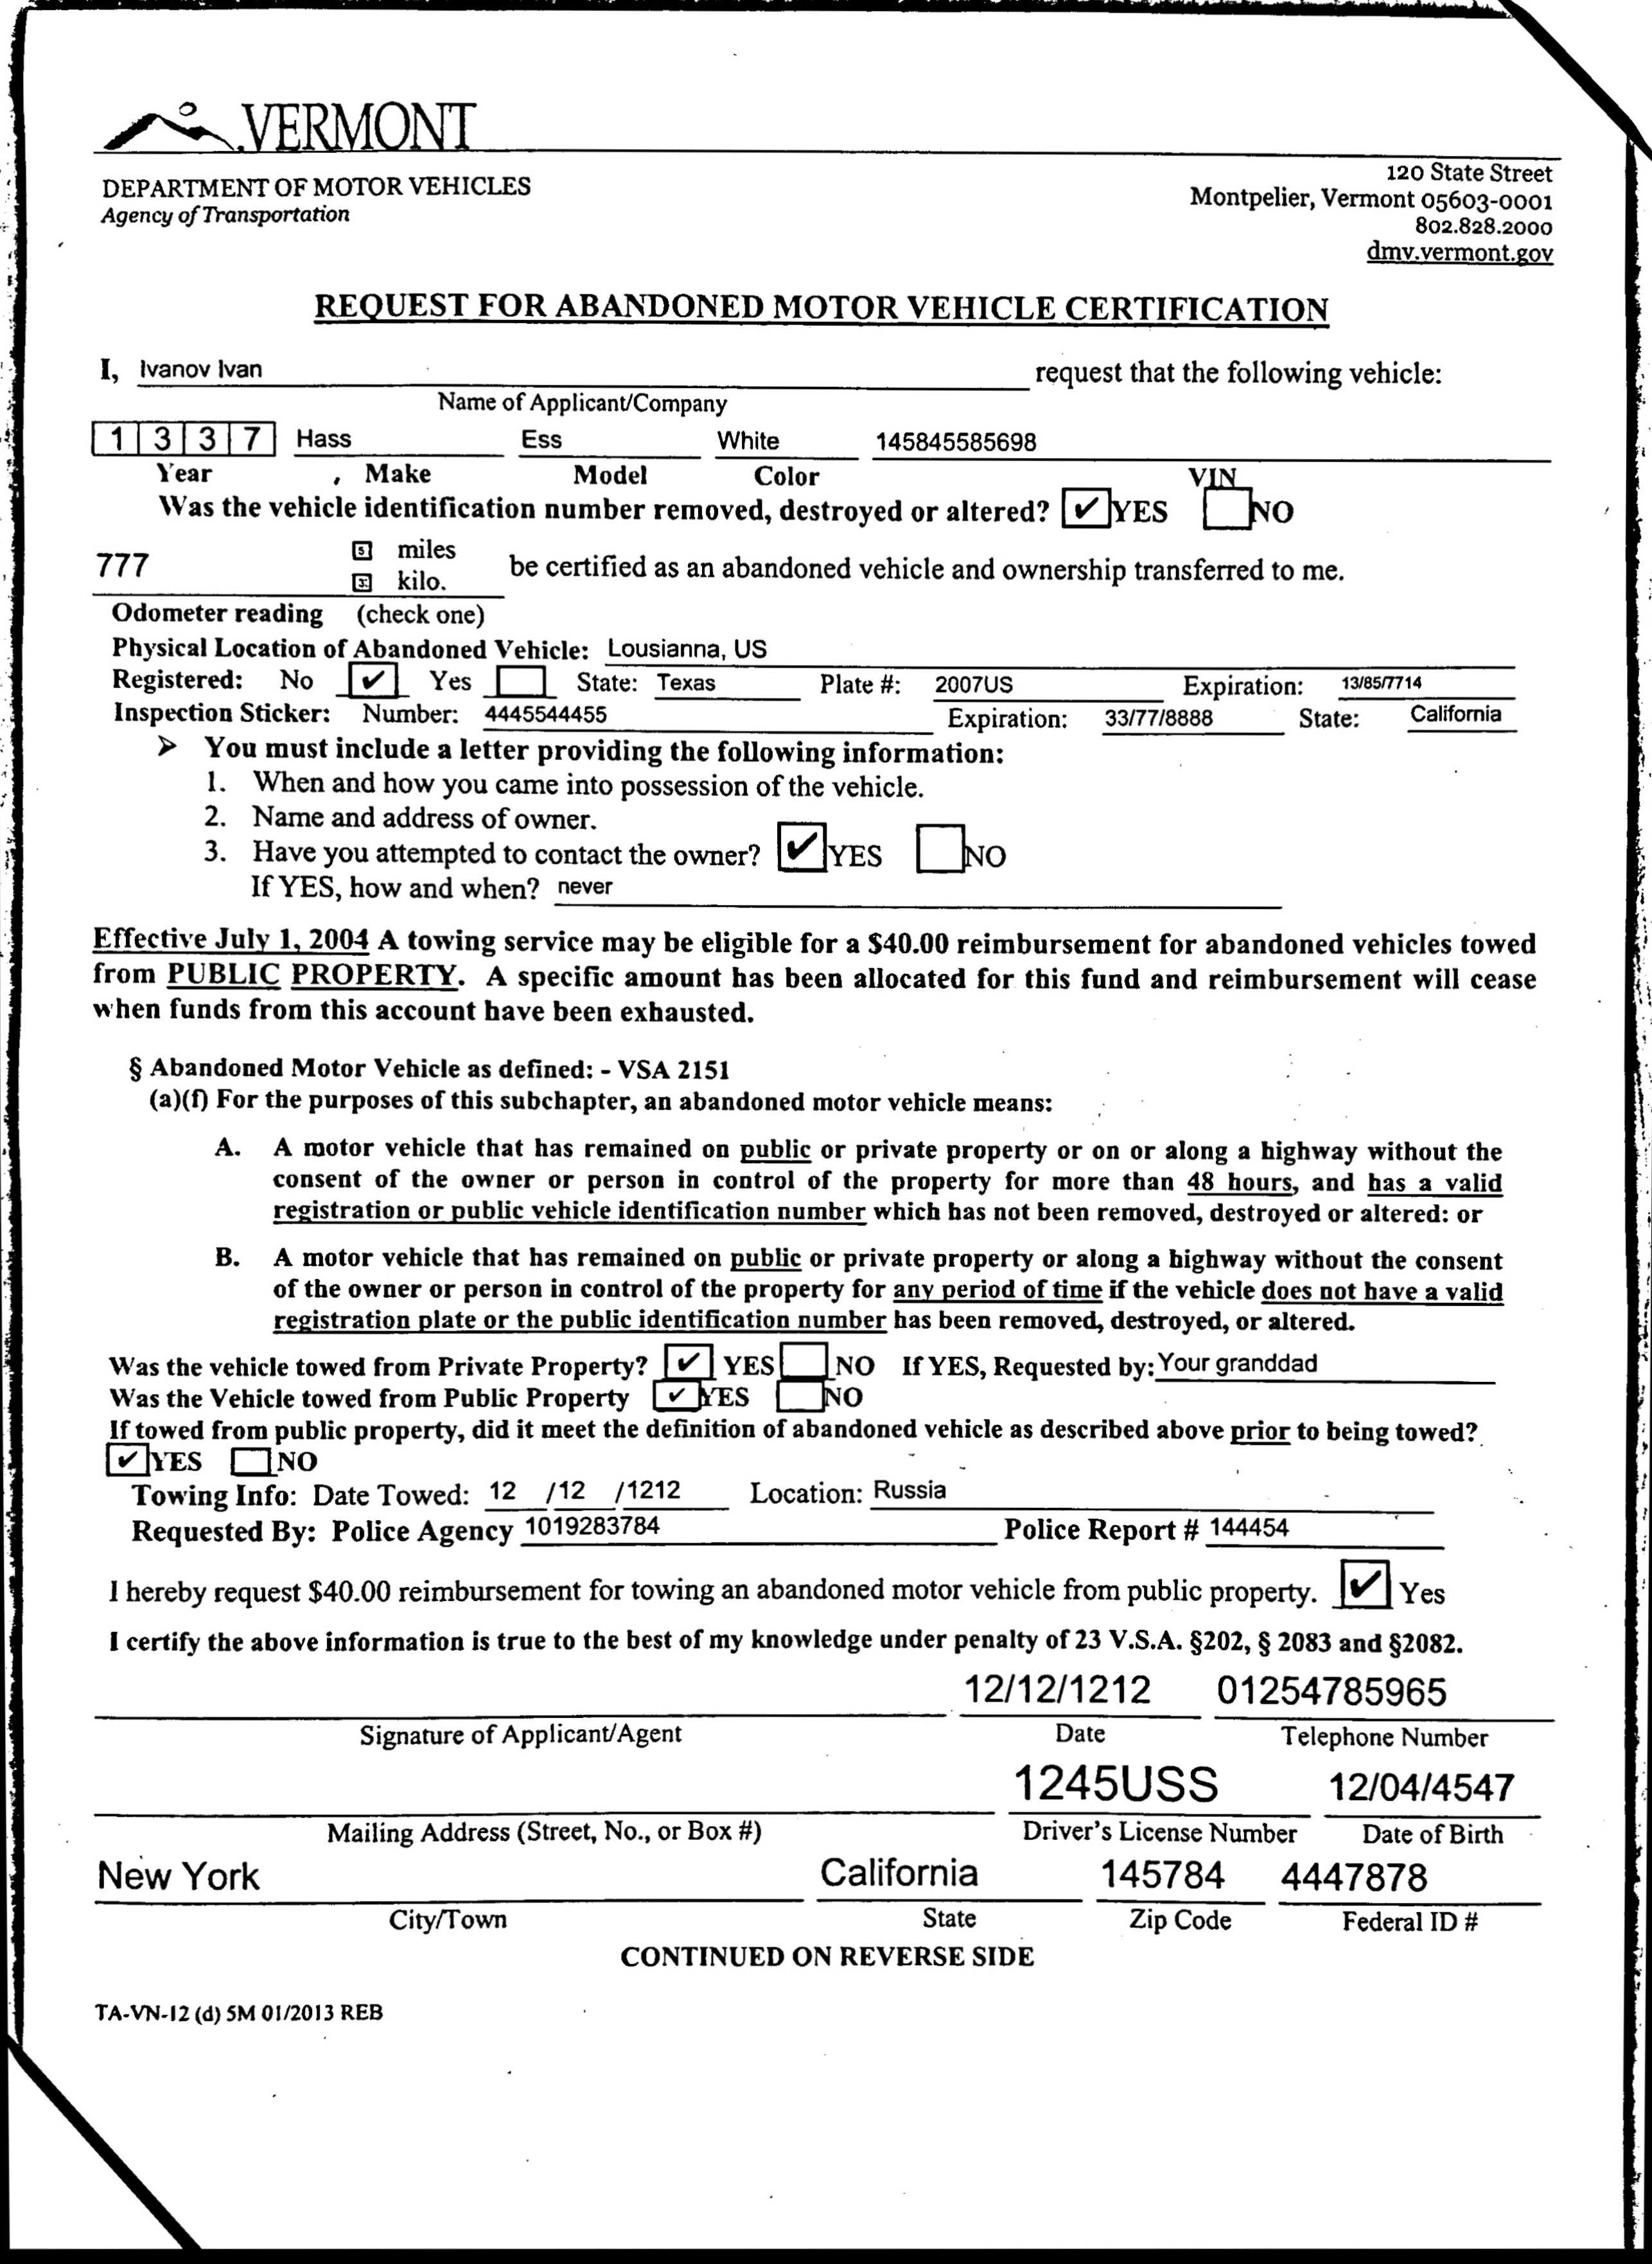 VERMONT
DEPARTMENT OF MOTOR VEHICLES
Agency of Transportation
120 State Street
Montpelier, Vermont 05603-0001
802.828.2000
dmv.vermont.gov
REQUEST FOR ABANDONED MOTOR VEHICLE CERTIFICATION
I, Ivanov Ivan request that the following vehicle:
Name of Applicant/Company
1 3 3 7 Hass Ess White 145845585698
Year , Make Model Color VIN
Was the vehicle identification number removed, destroyed or altered? ✔ YES NO
777 5 miles be certified as an abandoned vehicle and ownership transferred to me.
kilo.
Odometer reading (check one)
Physical Location of Abandoned Vehicle: Lousianna, US
Registered: No ✔ Yes State: Texas Plate #: 2007US Expiration: 13/85/7714
Inspection Sticker: Number: 4445544455 Expiration: 33/77/8888 State: California
➢ You must include a letter providing the following information:
1. When and how you came into possession of the vehicle.
2. Name and address of owner.
3. Have you attempted to contact the owner? ✔ YES NO
If YES, how and when? never
Effective July 1, 2004 A towing service may be eligible for a $40.00 reimbursement for abandoned vehicles towed
from PUBLIC PROPERTY. A specific amount has been allocated for this fund and reimbursement will cease
when funds from this account have been exhausted.
§ Abandoned Motor Vehicle as defined: - VSA 2151
(a)(f) For the purposes of this subchapter, an abandoned motor vehicle means:
A. A motor vehicle that has remained on public or private property or on or along a highway without the
consent of the owner or person in control of the property for more than 48 hours, and has a valid
registration or public vehicle identification number which has not been removed, destroyed or altered: or
B. A motor vehicle that has remained on public or private property or along a highway without the consent
of the owner or person in control of the property for any period of time if the vehicle does not have a valid
registration plate or the public identification number has been removed, destroyed, or altered.
Was the vehicle towed from Private Property? ✔ YES NO If YES, Requested by: Your granddad
Was the Vehicle towed from Public Property ✔ YES NO
If towed from public property, did it meet the definition of abandoned vehicle as described above prior to being towed?
✔ YES NO
Towing Info: Date Towed: 12 /12 /1212 Location: Russia
Requested By: Police Agency 1019283784 Police Report # 144454
I hereby request $40.00 reimbursement for towing an abandoned motor vehicle from public property. ✔ Yes
I certify the above information is true to the best of my knowledge under penalty of 23 V.S.A. §202, § 2083 and §2082.
12/12/1212 01254785965
Signature of Applicant/Agent Date Telephone Number
1245USS 12/04/4547
Mailing Address (Street, No., or Box #) Driver's License Number Date of Birth
New York California 145784 4447878
City/Town State Zip Code Federal ID #
CONTINUED ON REVERSE SIDE
TA-VN-12 (d) 5M 01/2013 REB